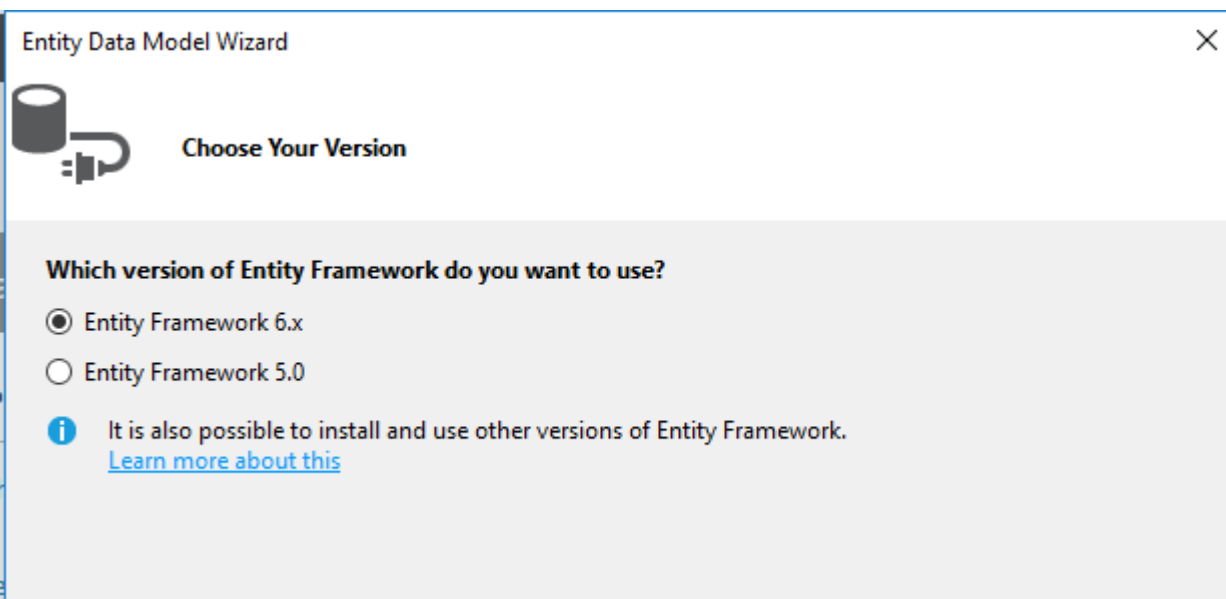 Entity Data Model Wizard
Choose Your Version
Which version of Entity Framework do you want to use?
Entity Framework 6.x
Entity Framework 5.0
It is also possible to install and use other versions of Entity Framework.
Learn more about this